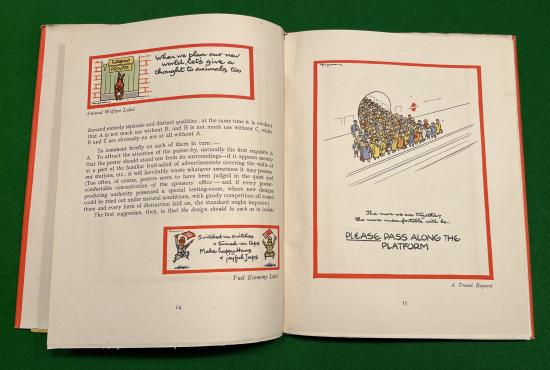 When we plan our new
world, let's give a
thought to animals, too
Animal Welfare Label
demand entirely separate and distinct qualities; at the same time it is evident
that A is not much use without B, and B is not much use without C, while
B and C are obviously no use at all without A.
To comment briefly on each of them in turn:—
A. To attract the attention of the passer-by, naturally the first requisite is
that the poster should stand out from its surroundings—if it appears merely
as a part of the familiar fruit-salad of advertisements covering the walls of
our stations, etc., it will inevitably waste whatever awareness it may possess.
(Too often, of course, posters seem to have been judged in the quiet and
comfortable concentration of the sponsors' office — and if every poster-
producing authority possessed a special testing-room, where new designs
could be tried out under natural conditions, with gaudy competitors all round
them and every form of distraction laid on, the standard might improve.)
The first suggestion, then, is that the design should be such as to isolate
Switched-on switches
& turned-on taps
Make happy Huns
& joyful Japs
Fuel Economy Label
14
The more we are together,
the more uncomfortable we'll be.
PLEASE PASS ALONG THE
PLATFORM
A Travel Request
15